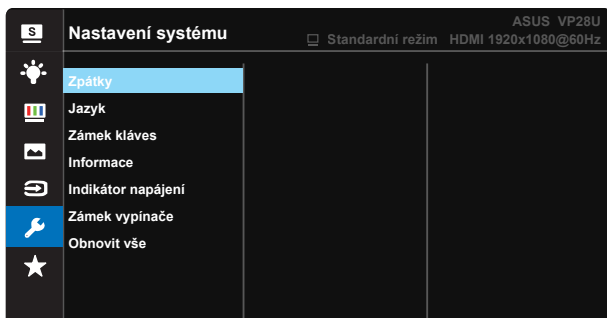 S
Nastavení systému
ASUS VP28U
Standardní režim HDMI 1920x1080@60Hz
Zpátky
Jazyk
Zámek kláves
Informace
Indikátor napájení
Zámek vypínače
Obnovit vše